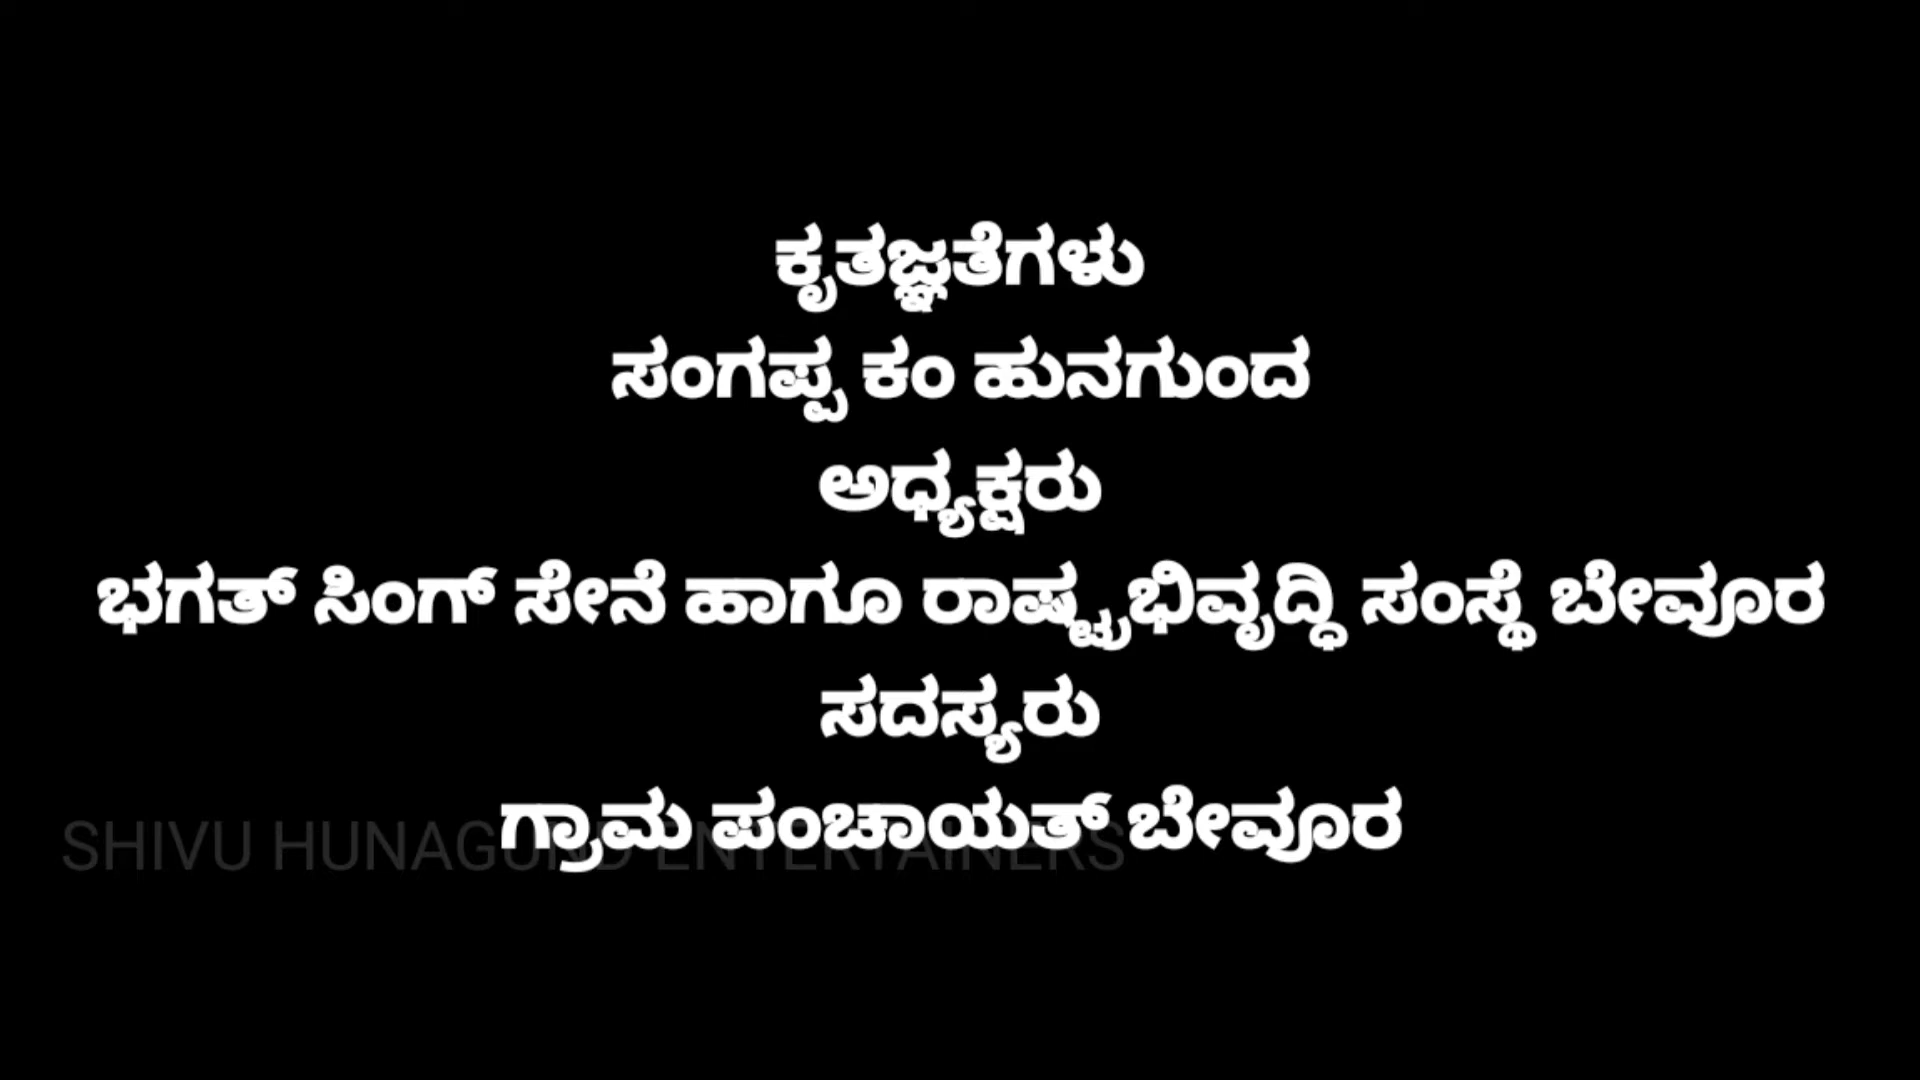 ಕೃತಜ್ಞತೆಗಳು
ಸಂಗಪ್ಪ ಕಂ ಹುನಗುಂದ
ಅಧ್ಯಕ್ಷರು
ಭಗತ್ ಸಿಂಗ್ ಸೇನೆ ಹಾಗೂ ರಾಷ್ಟ್ರಭಿವೃದ್ಧಿ ಸಂಸ್ಥೆ ಬೇವೂರ
ಸದಸ್ಯರು
ಗ್ರಾಮ ಪಂಚಾಯತ್ ಬೇವೂರ
SHIVU HUNAGUND ENTERTAINERS